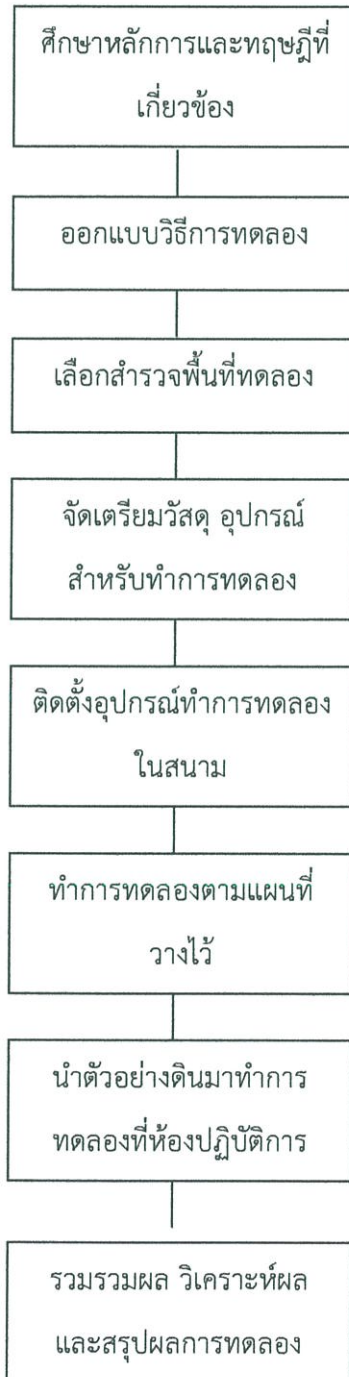 ศึกษาหลักการและทฤษฎีที่
เกี่ยวข้อง
ออกแบบวิธีการทดลอง
เลือกสำรวจพื้นที่ทดลอง
จัดเตรียมวัสดุ อุปกรณ์
สำหรับทำการทดลอง
ติดตั้งอุปกรณ์ทำการทดลอง
ในสนาม
ทำการทดลองตามแผนที่
วางไว้
นำตัวอย่างดินมาทำการ
ทดลองที่ห้องปฏิบัติการ
รวมรวมผล วิเคราะห์ผล
และสรุปผลการทดลอง